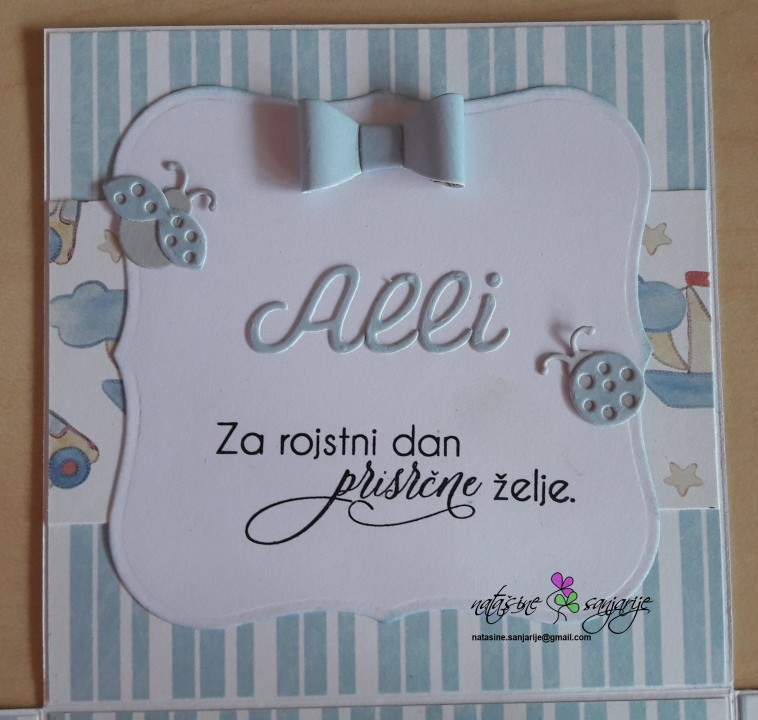 Alli
Za rojstni dan
prisrčne želje.
natašine sanjarije
natasine.sanjarije@gmail.com